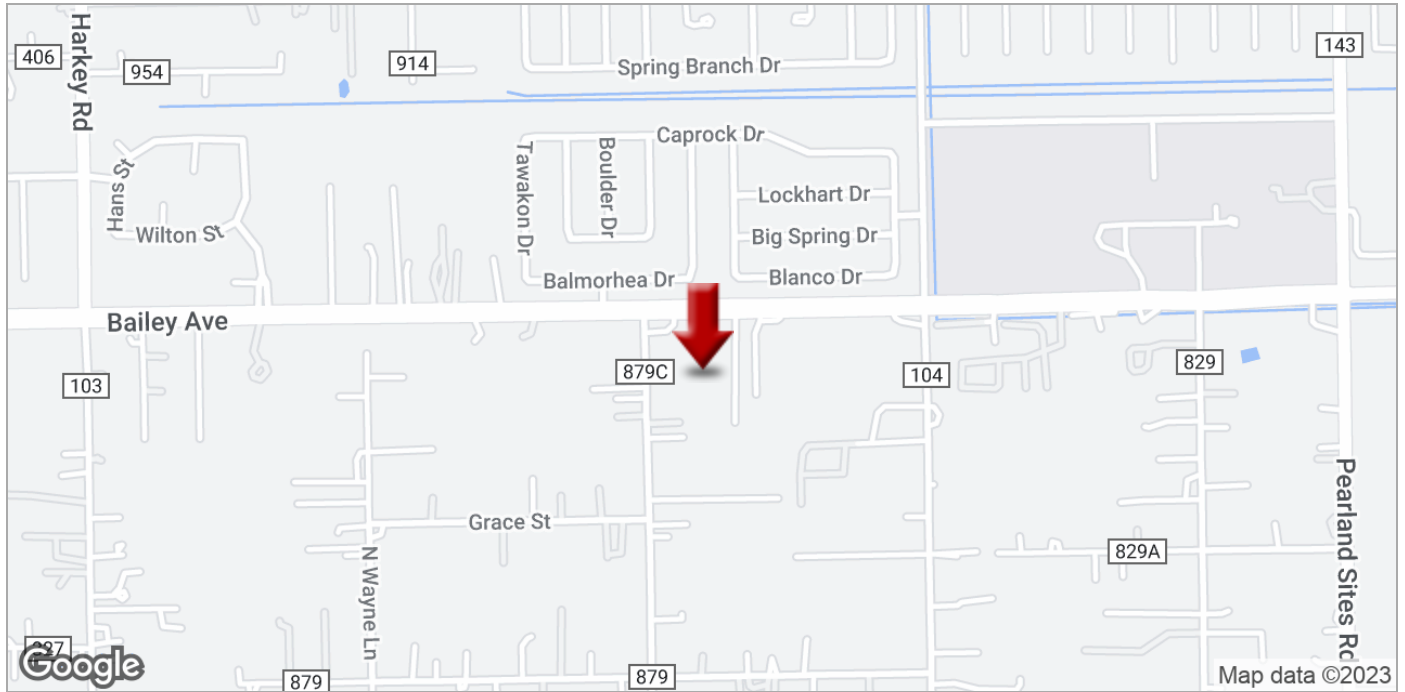 Harkey Rd
406
954
914
Spring Branch Dr
143
Caprock Dr
Hans St
Tawakon Dr
Boulder Dr
Lockhart Dr
Wilton St
Big Spring Dr
Balmorhea Dr
Blanco Dr
Bailey Ave
103
879C
104
829
Grace St
829A
N Wayne Ln
Pearland Sites Rd
Google
879
879
Map data ©2023